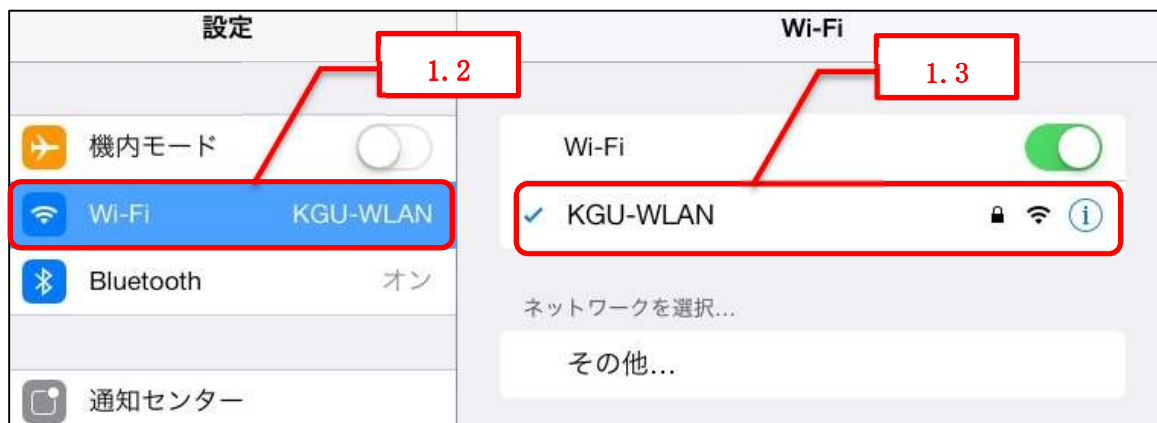 設定
1.2
機内モード
Wi-Fi KGU-WLAN
Bluetooth オン
通知センター
Wi-Fi
1.3
Wi-Fi
KGU-WLAN
ネットワークを選択...
その他...